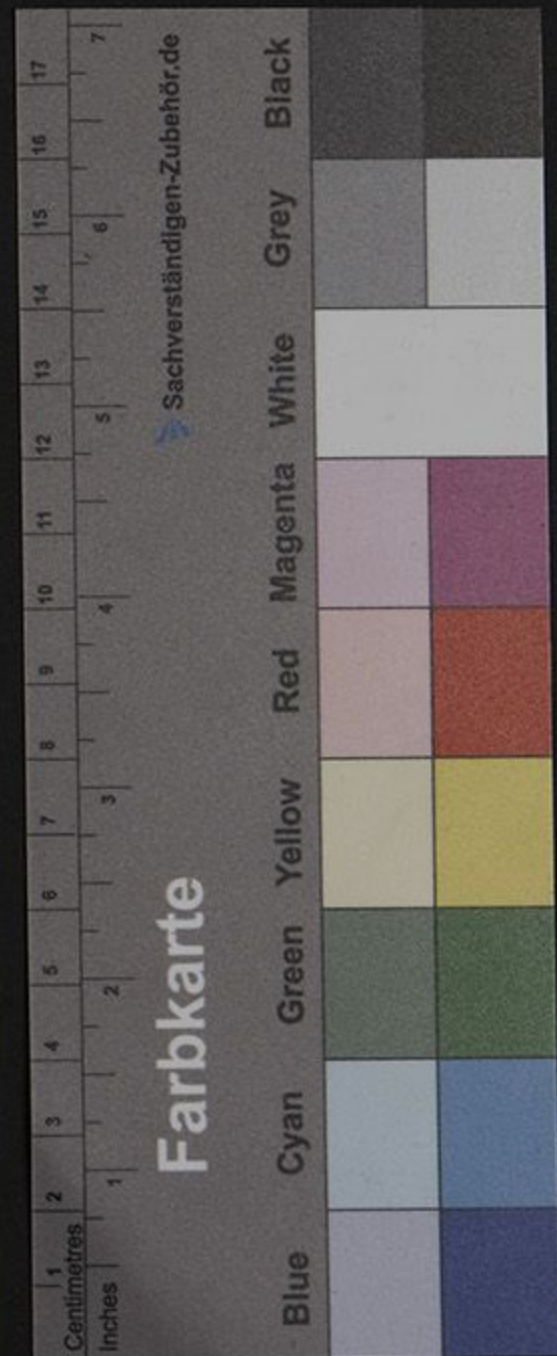 Centimetres 1 2 3 4 5 6 7 8 9 10 11 12 13 14 15 16 17
Inches 1 2 3 4 5 6 7
Farbkarte
Sachverständigen-Zubehör.de
Blue Cyan Green Yellow Red Magenta White Grey Black